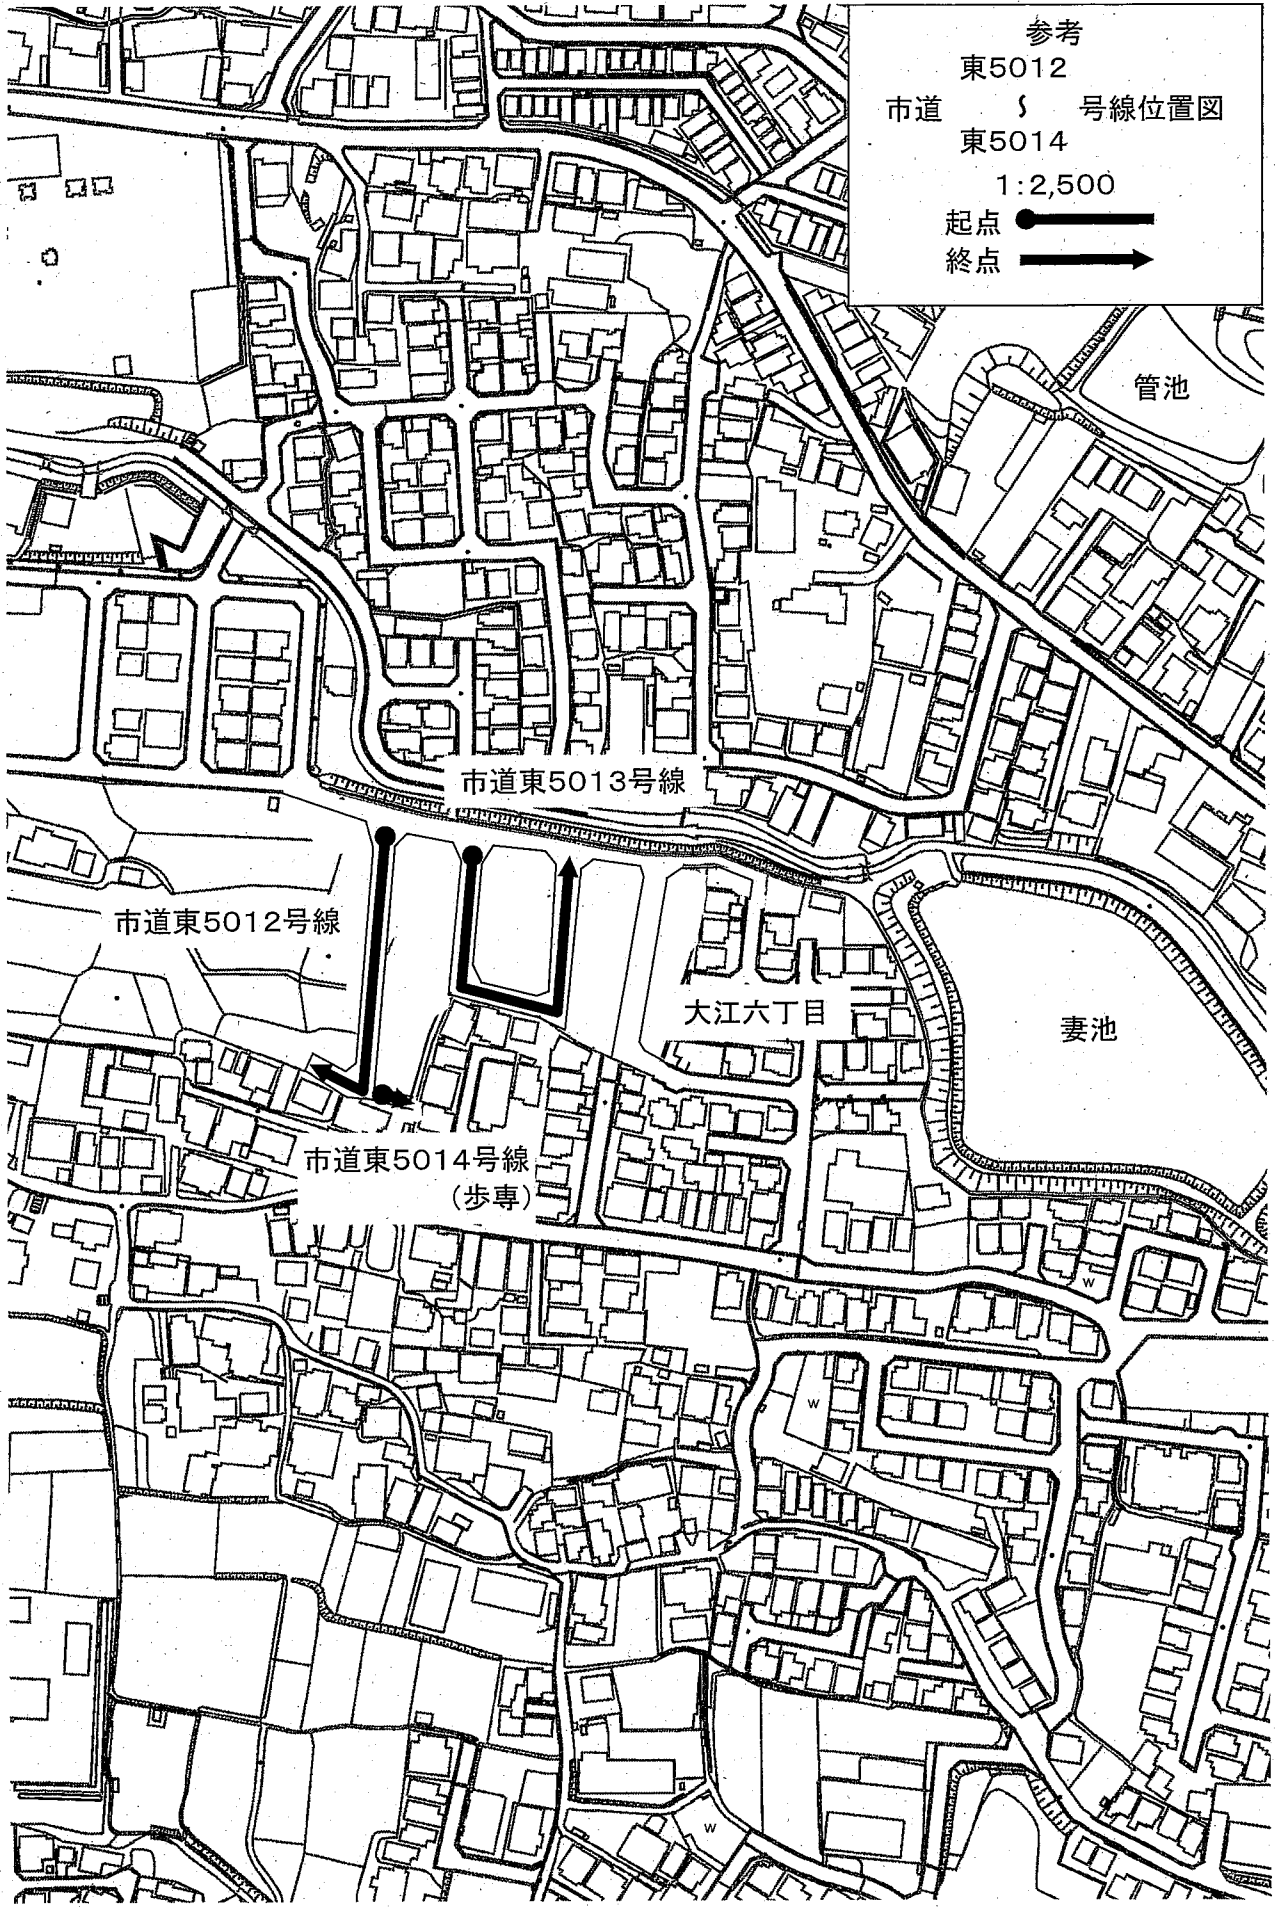 参考
東5012
市道 〜 号線位置図
東5014
1:2,500
起点
終点
管池
市道東5013号線
市道東5012号線
大江六丁目
妻池
市道東5014号線
(歩専)
W
W
W